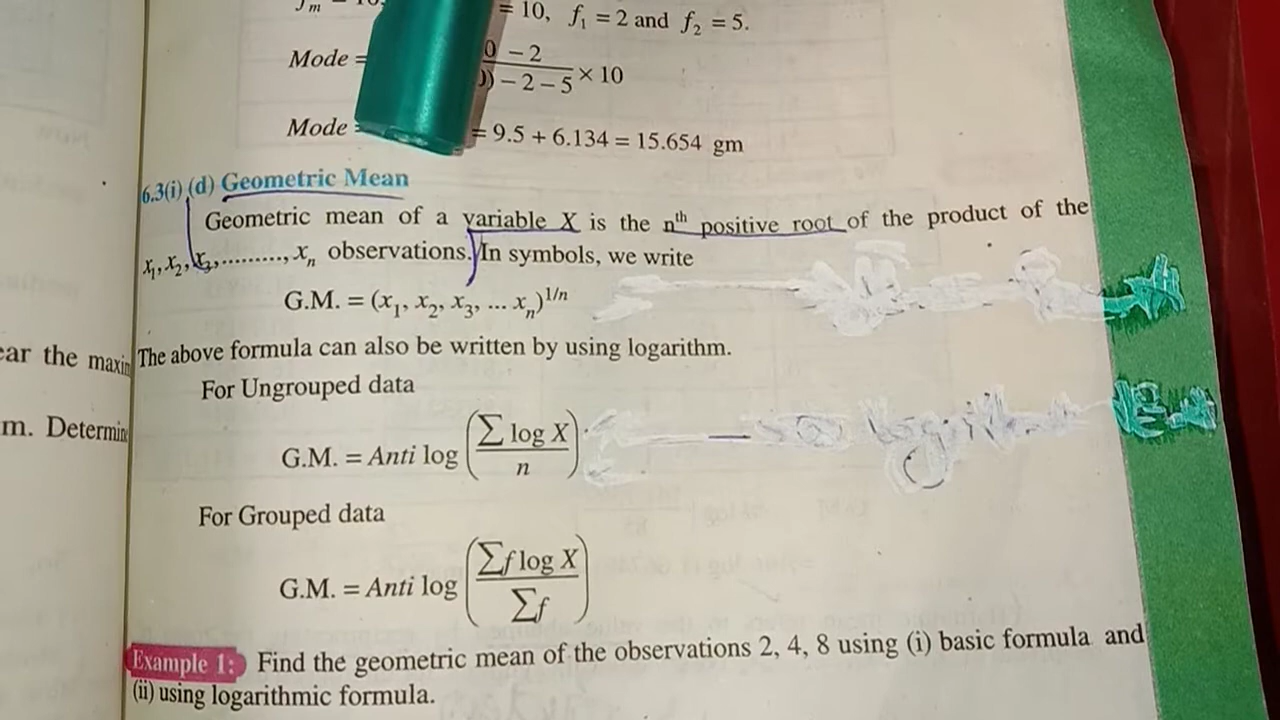 = 10, f₁ = 2 and f₂ = 5.
Mode =
0 – 2
)) – 2 – 5 × 10
Mode = = 9.5 + 6.134 = 15.654 gm
6.3(i) (d) Geometric Mean
Geometric mean of a variable X is the nᵗʰ positive root of the product of the
x₁, x₂, x₃, .........., xₙ observations. In symbols, we write
G.M. = (x₁, x₂, x₃, ... xₙ)^1/n
ear the maxim
The above formula can also be written by using logarithm.
For Ungrouped data
m. Determine
G.M. = Anti log (∑ log X / n)
For Grouped data
G.M. = Anti log (∑f log X / ∑f)
Example 1: Find the geometric mean of the observations 2, 4, 8 using (i) basic formula and
(ii) using logarithmic formula.